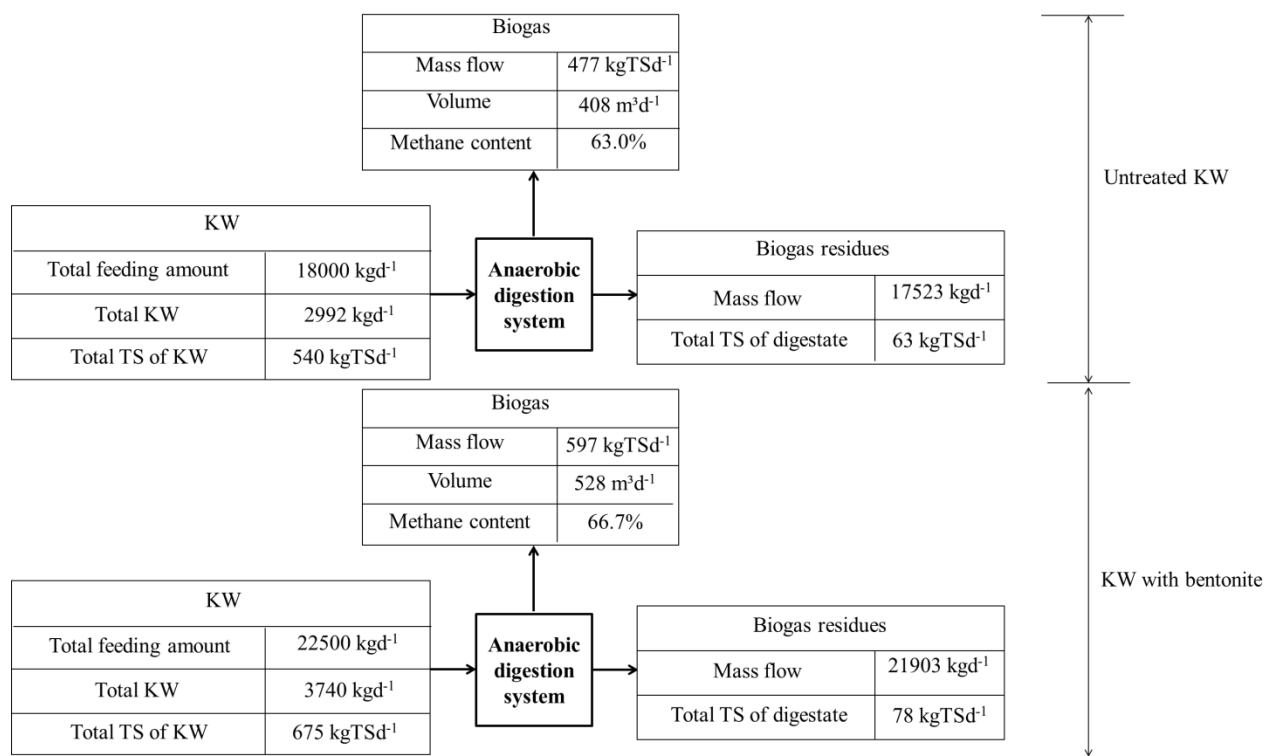 Biogas
Mass flow 477 kgTSd⁻¹
Volume 408 m³d⁻¹
Methane content 63.0%
Untreated KW
KW
Total feeding amount 18000 kgd⁻¹
Total KW 2992 kgd⁻¹
Total TS of KW 540 kgTSd⁻¹
Anaerobic
digestion
system
Biogas residues
Mass flow 17523 kgd⁻¹
Total TS of digestate 63 kgTSd⁻¹
Biogas
Mass flow 597 kgTSd⁻¹
Volume 528 m³d⁻¹
Methane content 66.7%
KW with bentonite
KW
Total feeding amount 22500 kgd⁻¹
Total KW 3740 kgd⁻¹
Total TS of KW 675 kgTSd⁻¹
Anaerobic
digestion
system
Biogas residues
Mass flow 21903 kgd⁻¹
Total TS of digestate 78 kgTSd⁻¹